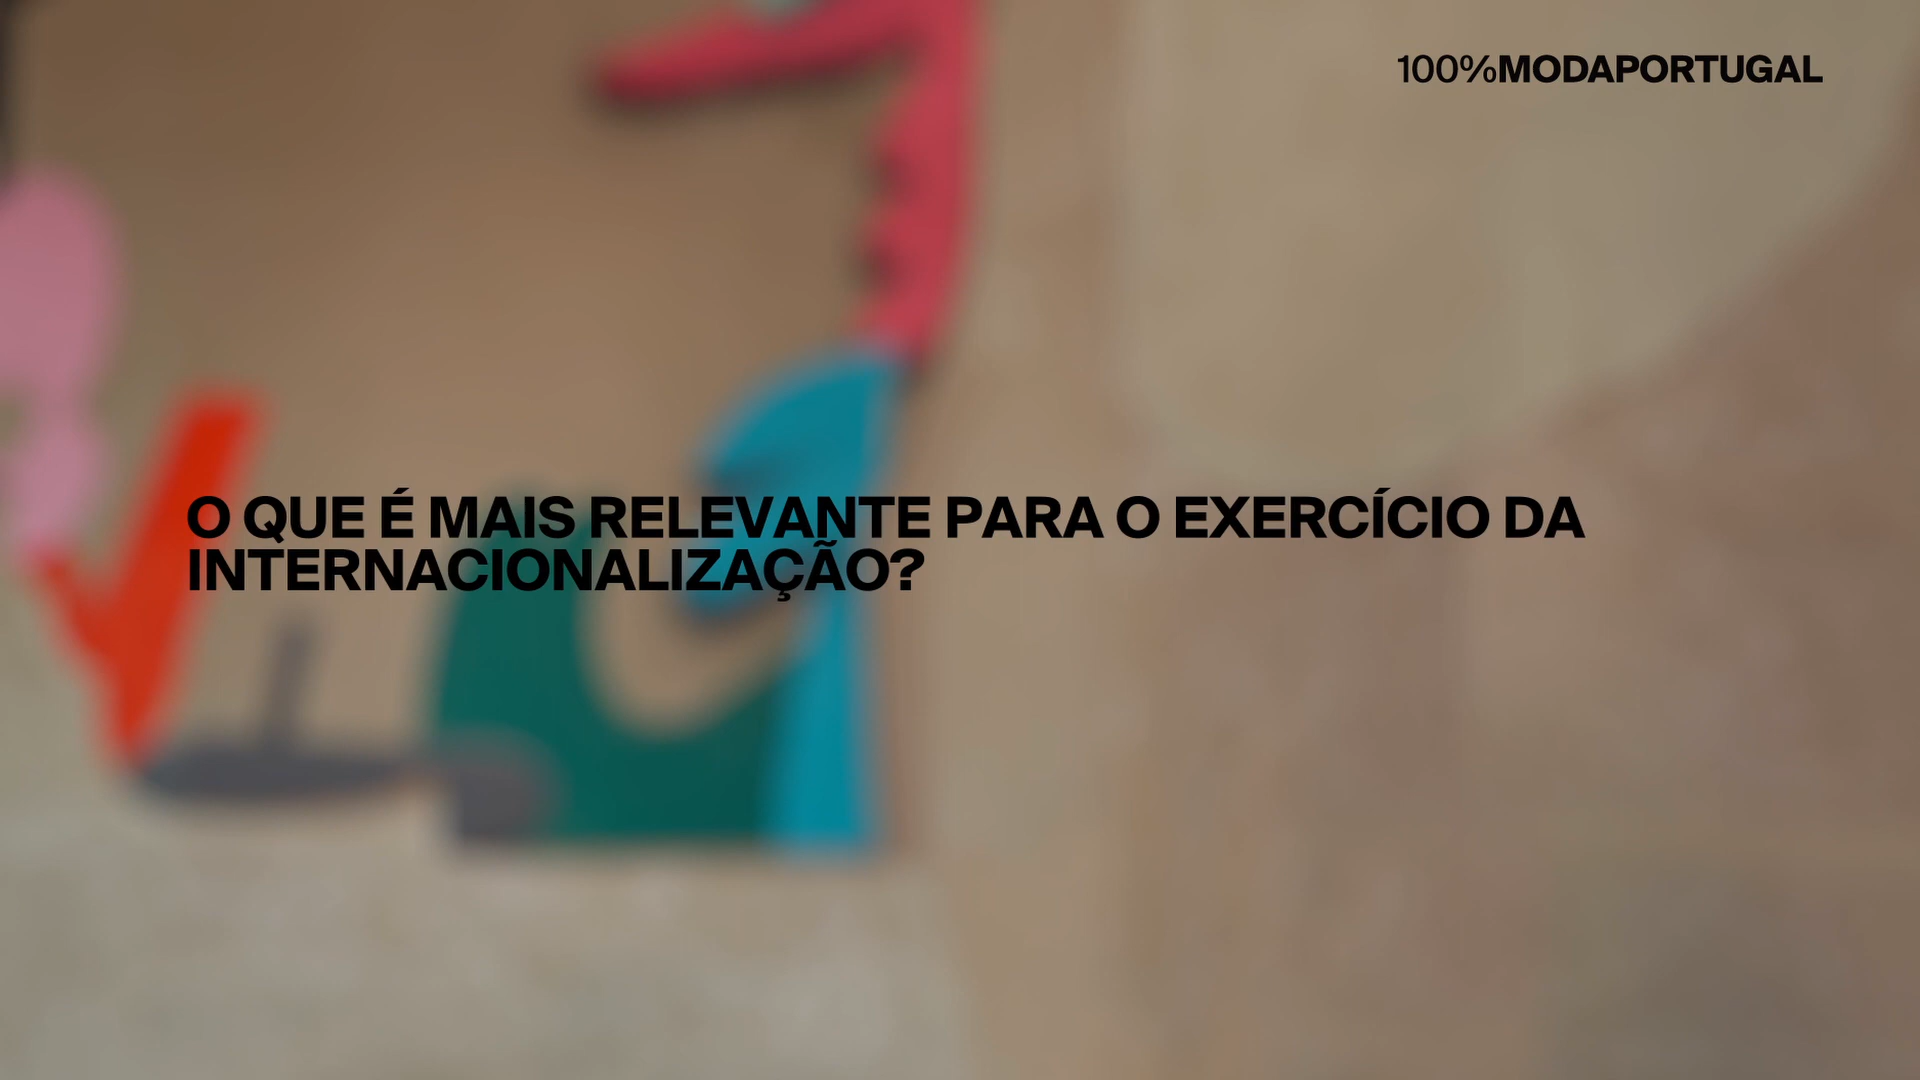 100%MODAPORTUGAL
O QUE É MAIS RELEVANTE PARA O EXERCÍCIO DA
INTERNACIONALIZAÇÃO?